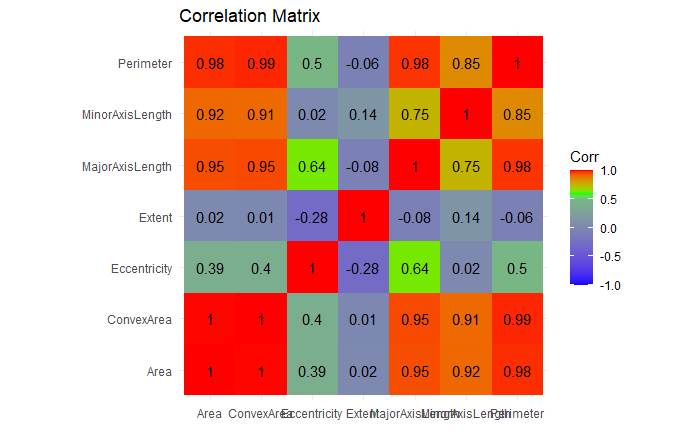 Correlation Matrix
Perimeter 0.98 0.99 0.5 -0.06 0.98 0.85 1
MinorAxisLength 0.92 0.91 0.02 0.14 0.75 1 0.85
MajorAxisLength 0.95 0.95 0.64 -0.08 1 0.75 0.98
Extent 0.02 0.01 -0.28 1 -0.08 0.14 -0.06
Eccentricity 0.39 0.4 1 -0.28 0.64 0.02 0.5
ConvexArea 1 1 0.4 0.01 0.95 0.91 0.99
Area 1 1 0.39 0.02 0.95 0.92 0.98
Area ConvexArea Eccentricity Extent MajorAxisLength MinorAxisLength Perimeter
Corr
1.0
0.5
0.0
-0.5
-1.0